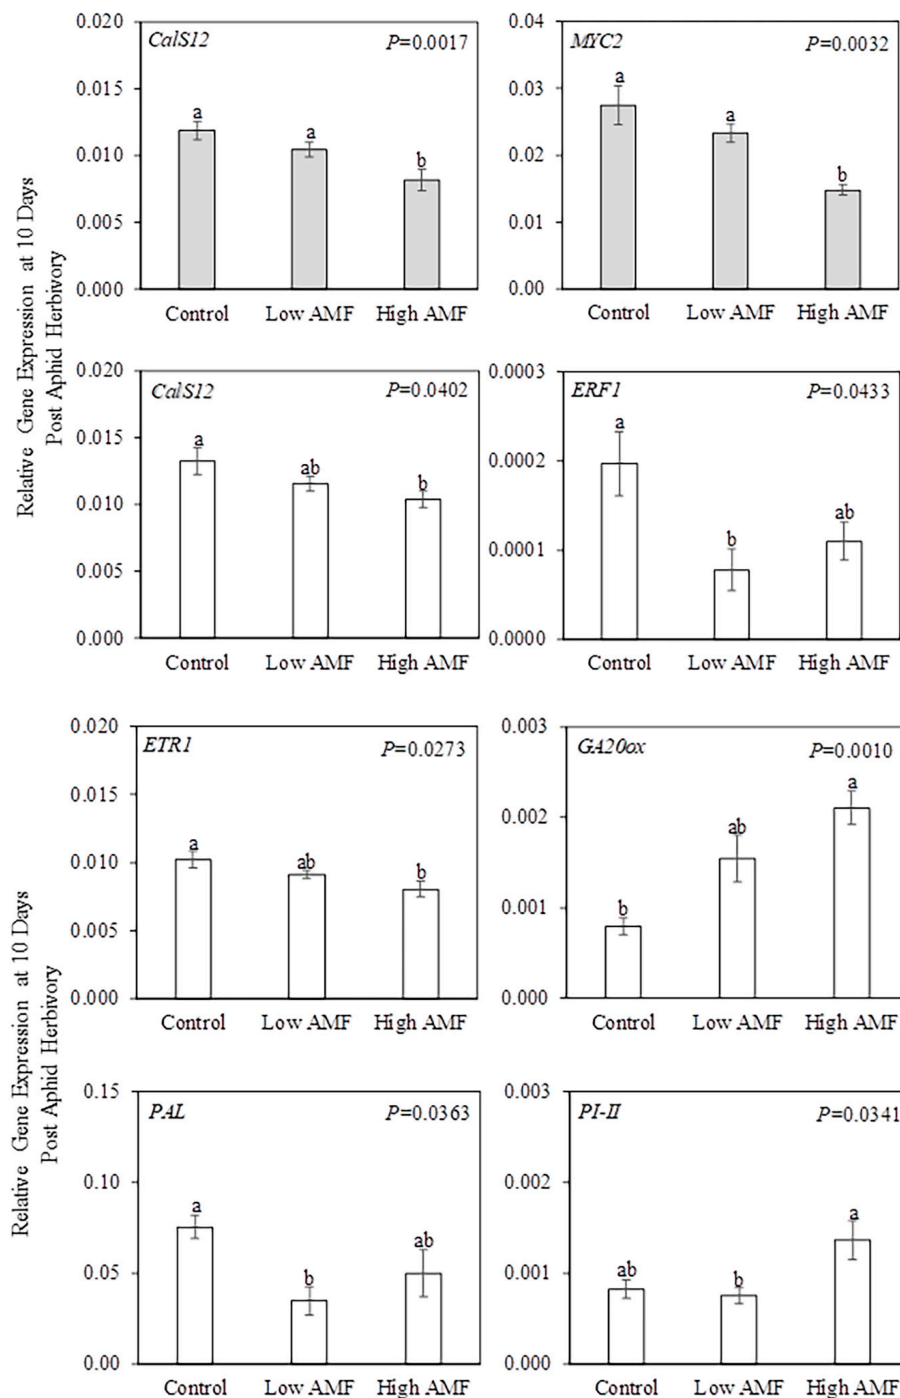 Relative Gene Expression at 10 Days
Post Aphid Herbivory
0.020
0.015
0.010
0.005
0.000
CalS12
P=0.0017
a
a
b
Control Low AMF High AMF
0.04
0.03
0.02
0.01
0.00
MYC2
P=0.0032
a
a
b
Control Low AMF High AMF
0.020
0.015
0.010
0.005
0.000
CalS12
P=0.0402
a
ab
b
Control Low AMF High AMF
0.0003
0.0002
0.0001
0.0000
ERF1
P=0.0433
a
b
ab
Control Low AMF High AMF
Relative Gene Expression at 10 Days
Post Aphid Herbivory
0.020
0.015
0.010
0.005
0.000
ETR1
P=0.0273
a
ab
b
Control Low AMF High AMF
0.003
0.002
0.001
0.000
GA20ox
P=0.0010
b
ab
a
Control Low AMF High AMF
0.15
0.10
0.05
0.00
PAL
P=0.0363
a
b
ab
Control Low AMF High AMF
0.003
0.002
0.001
0.000
PI-II
P=0.0341
ab
b
a
Control Low AMF High AMF